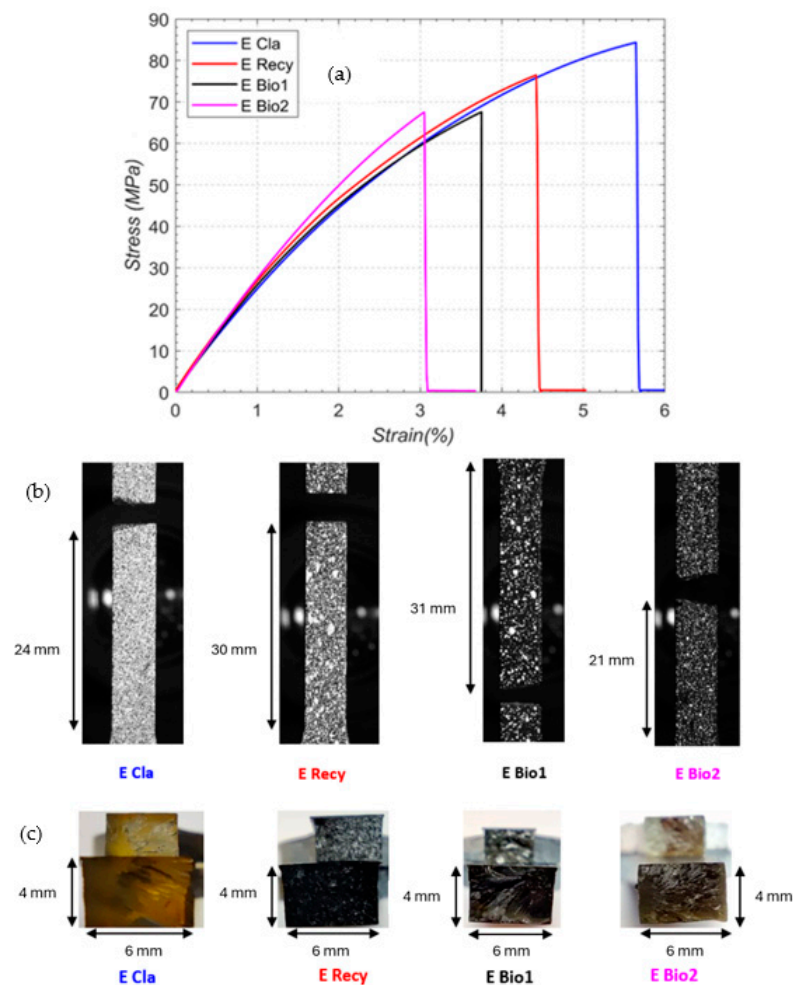 90
80
70
60
50
40
30
20
10
0
Stress (MPa)
E Cla
E Recy
E Bio1
E Bio2
(a)
0 1 2 3 4 5 6
Strain(%)
(b)
24 mm
30 mm
31 mm
21 mm
E Cla
E Recy
E Bio1
E Bio2
(c)
4 mm
4 mm
4 mm
4 mm
6 mm
6 mm
6 mm
6 mm
E Cla
E Recy
E Bio1
E Bio2